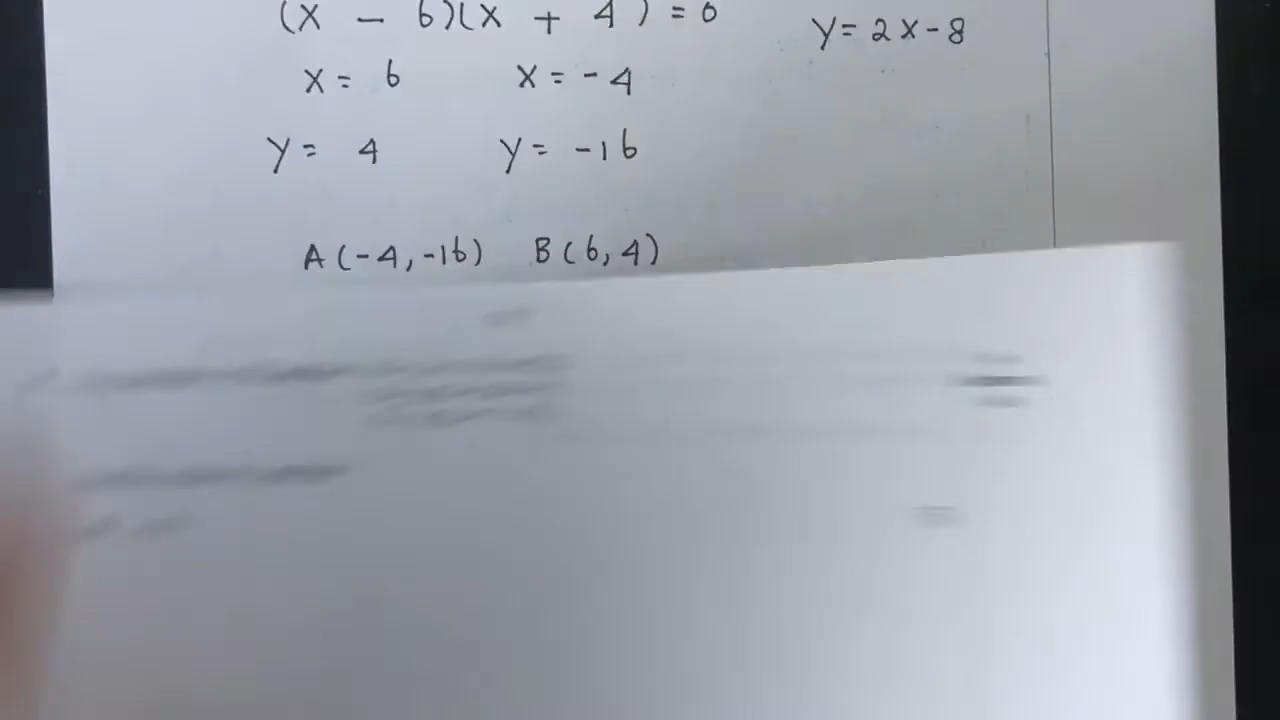 (x - 6)(x + 4) = 0
y = 2x - 8
x = 6 x = -4
y = 4 y = -16
A (-4, -16) B (6, 4)